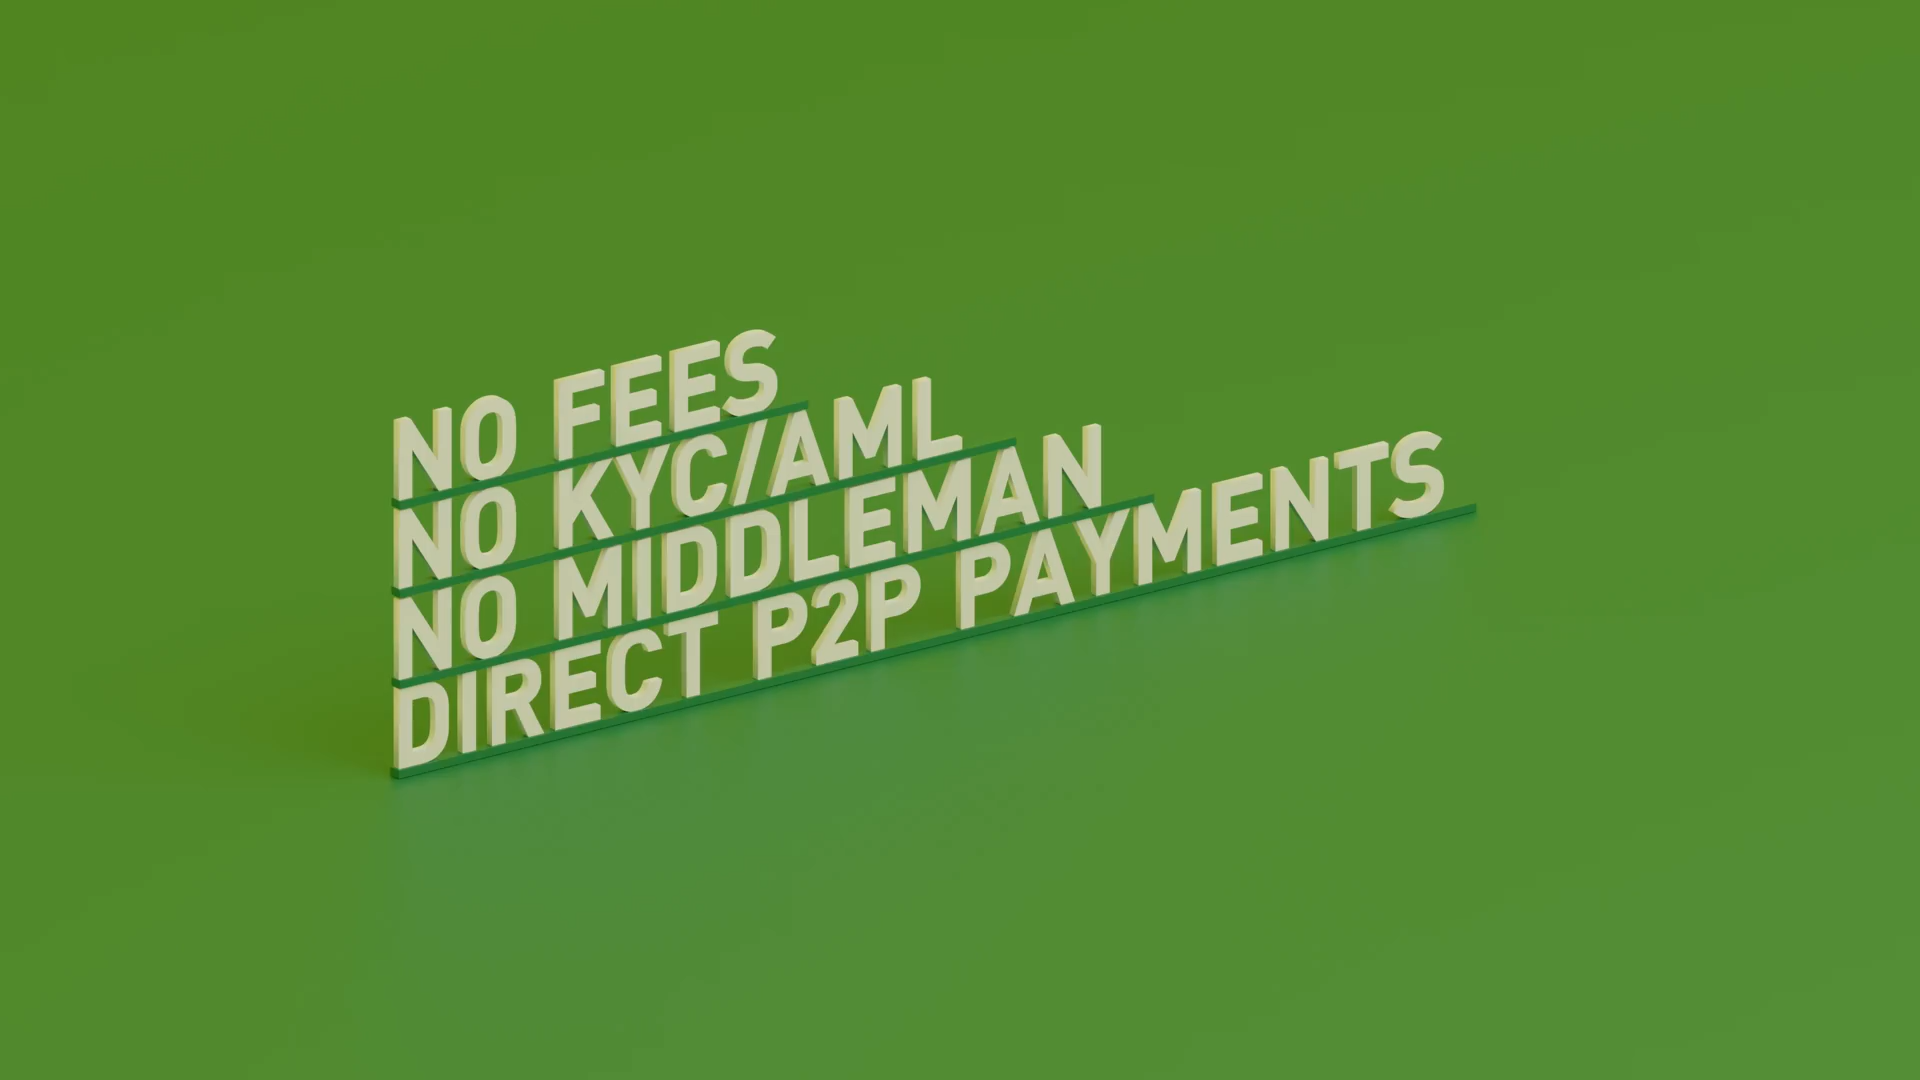 NO FEES
NO KYC/AML
NO MIDDLEMAN
DIRECT P2P PAYMENTS